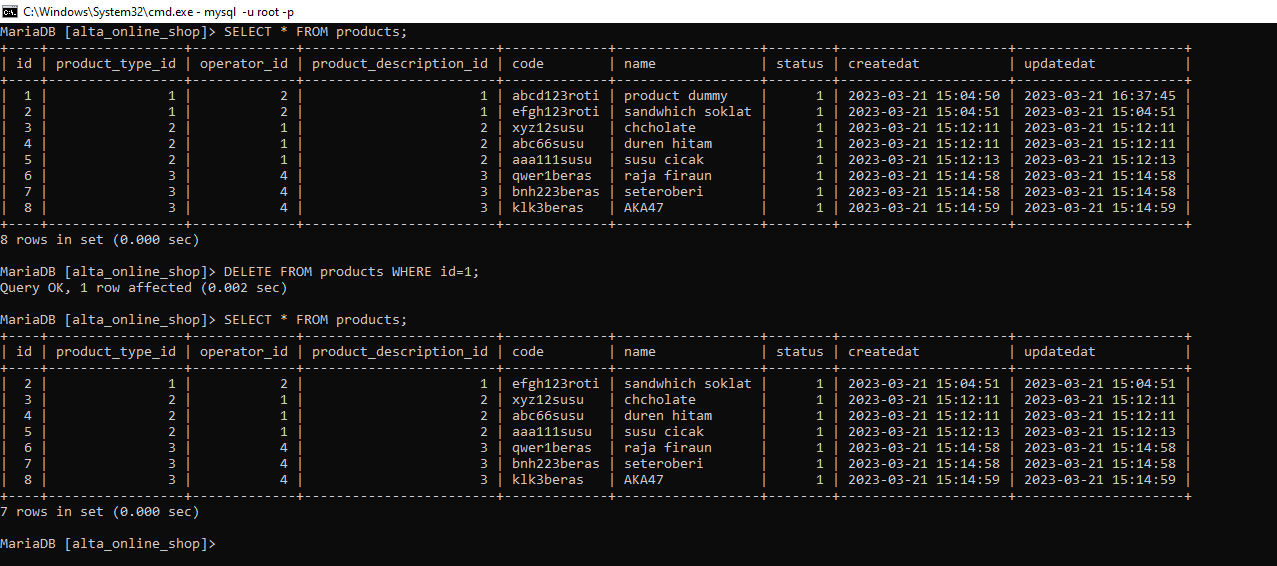 C:\Windows\System32\cmd.exe - mysql -u root -p
MariaDB [alta_online_shop]> SELECT * FROM products;
+----+-----------------+-------------+------------------------+-------------+------------------+--------+---------------------+---------------------+
| id | product_type_id | operator_id | product_description_id | code        | name             | status | createdat           | updatedat           |
+----+-----------------+-------------+------------------------+-------------+------------------+--------+---------------------+---------------------+
|  1 |               1 |           2 |                      1 | abcd123roti | product dummy    |      1 | 2023-03-21 15:04:50 | 2023-03-21 16:37:45 |
|  2 |               1 |           2 |                      1 | efgh123roti | sandwhich soklat |      1 | 2023-03-21 15:04:51 | 2023-03-21 15:04:51 |
|  3 |               2 |           1 |                      2 | xyz12susu   | chcholate        |      1 | 2023-03-21 15:12:11 | 2023-03-21 15:12:11 |
|  4 |               2 |           1 |                      2 | abc66susu   | duren hitam      |      1 | 2023-03-21 15:12:11 | 2023-03-21 15:12:11 |
|  5 |               2 |           1 |                      2 | aaa111susu  | susu cicak       |      1 | 2023-03-21 15:12:13 | 2023-03-21 15:12:13 |
|  6 |               3 |           4 |                      3 | qwer1beras  | raja firaun      |      1 | 2023-03-21 15:14:58 | 2023-03-21 15:14:58 |
|  7 |               3 |           4 |                      3 | bnh223beras | seteroberi       |      1 | 2023-03-21 15:14:58 | 2023-03-21 15:14:58 |
|  8 |               3 |           4 |                      3 | klk3beras   | AKA47            |      1 | 2023-03-21 15:14:59 | 2023-03-21 15:14:59 |
+----+-----------------+-------------+------------------------+-------------+------------------+--------+---------------------+---------------------+
8 rows in set (0.000 sec)
MariaDB [alta_online_shop]> DELETE FROM products WHERE id=1;
Query OK, 1 row affected (0.002 sec)
MariaDB [alta_online_shop]> SELECT * FROM products;
+----+-----------------+-------------+------------------------+-------------+------------------+--------+---------------------+---------------------+
| id | product_type_id | operator_id | product_description_id | code        | name             | status | createdat           | updatedat           |
+----+-----------------+-------------+------------------------+-------------+------------------+--------+---------------------+---------------------+
|  2 |               1 |           2 |                      1 | efgh123roti | sandwhich soklat |      1 | 2023-03-21 15:04:51 | 2023-03-21 15:04:51 |
|  3 |               2 |           1 |                      2 | xyz12susu   | chcholate        |      1 | 2023-03-21 15:12:11 | 2023-03-21 15:12:11 |
|  4 |               2 |           1 |                      2 | abc66susu   | duren hitam      |      1 | 2023-03-21 15:12:11 | 2023-03-21 15:12:11 |
|  5 |               2 |           1 |                      2 | aaa111susu  | susu cicak       |      1 | 2023-03-21 15:12:13 | 2023-03-21 15:12:13 |
|  6 |               3 |           4 |                      3 | qwer1beras  | raja firaun      |      1 | 2023-03-21 15:14:58 | 2023-03-21 15:14:58 |
|  7 |               3 |           4 |                      3 | bnh223beras | seteroberi       |      1 | 2023-03-21 15:14:58 | 2023-03-21 15:14:58 |
|  8 |               3 |           4 |                      3 | klk3beras   | AKA47            |      1 | 2023-03-21 15:14:59 | 2023-03-21 15:14:59 |
+----+-----------------+-------------+------------------------+-------------+------------------+--------+---------------------+---------------------+
7 rows in set (0.000 sec)
MariaDB [alta_online_shop]>